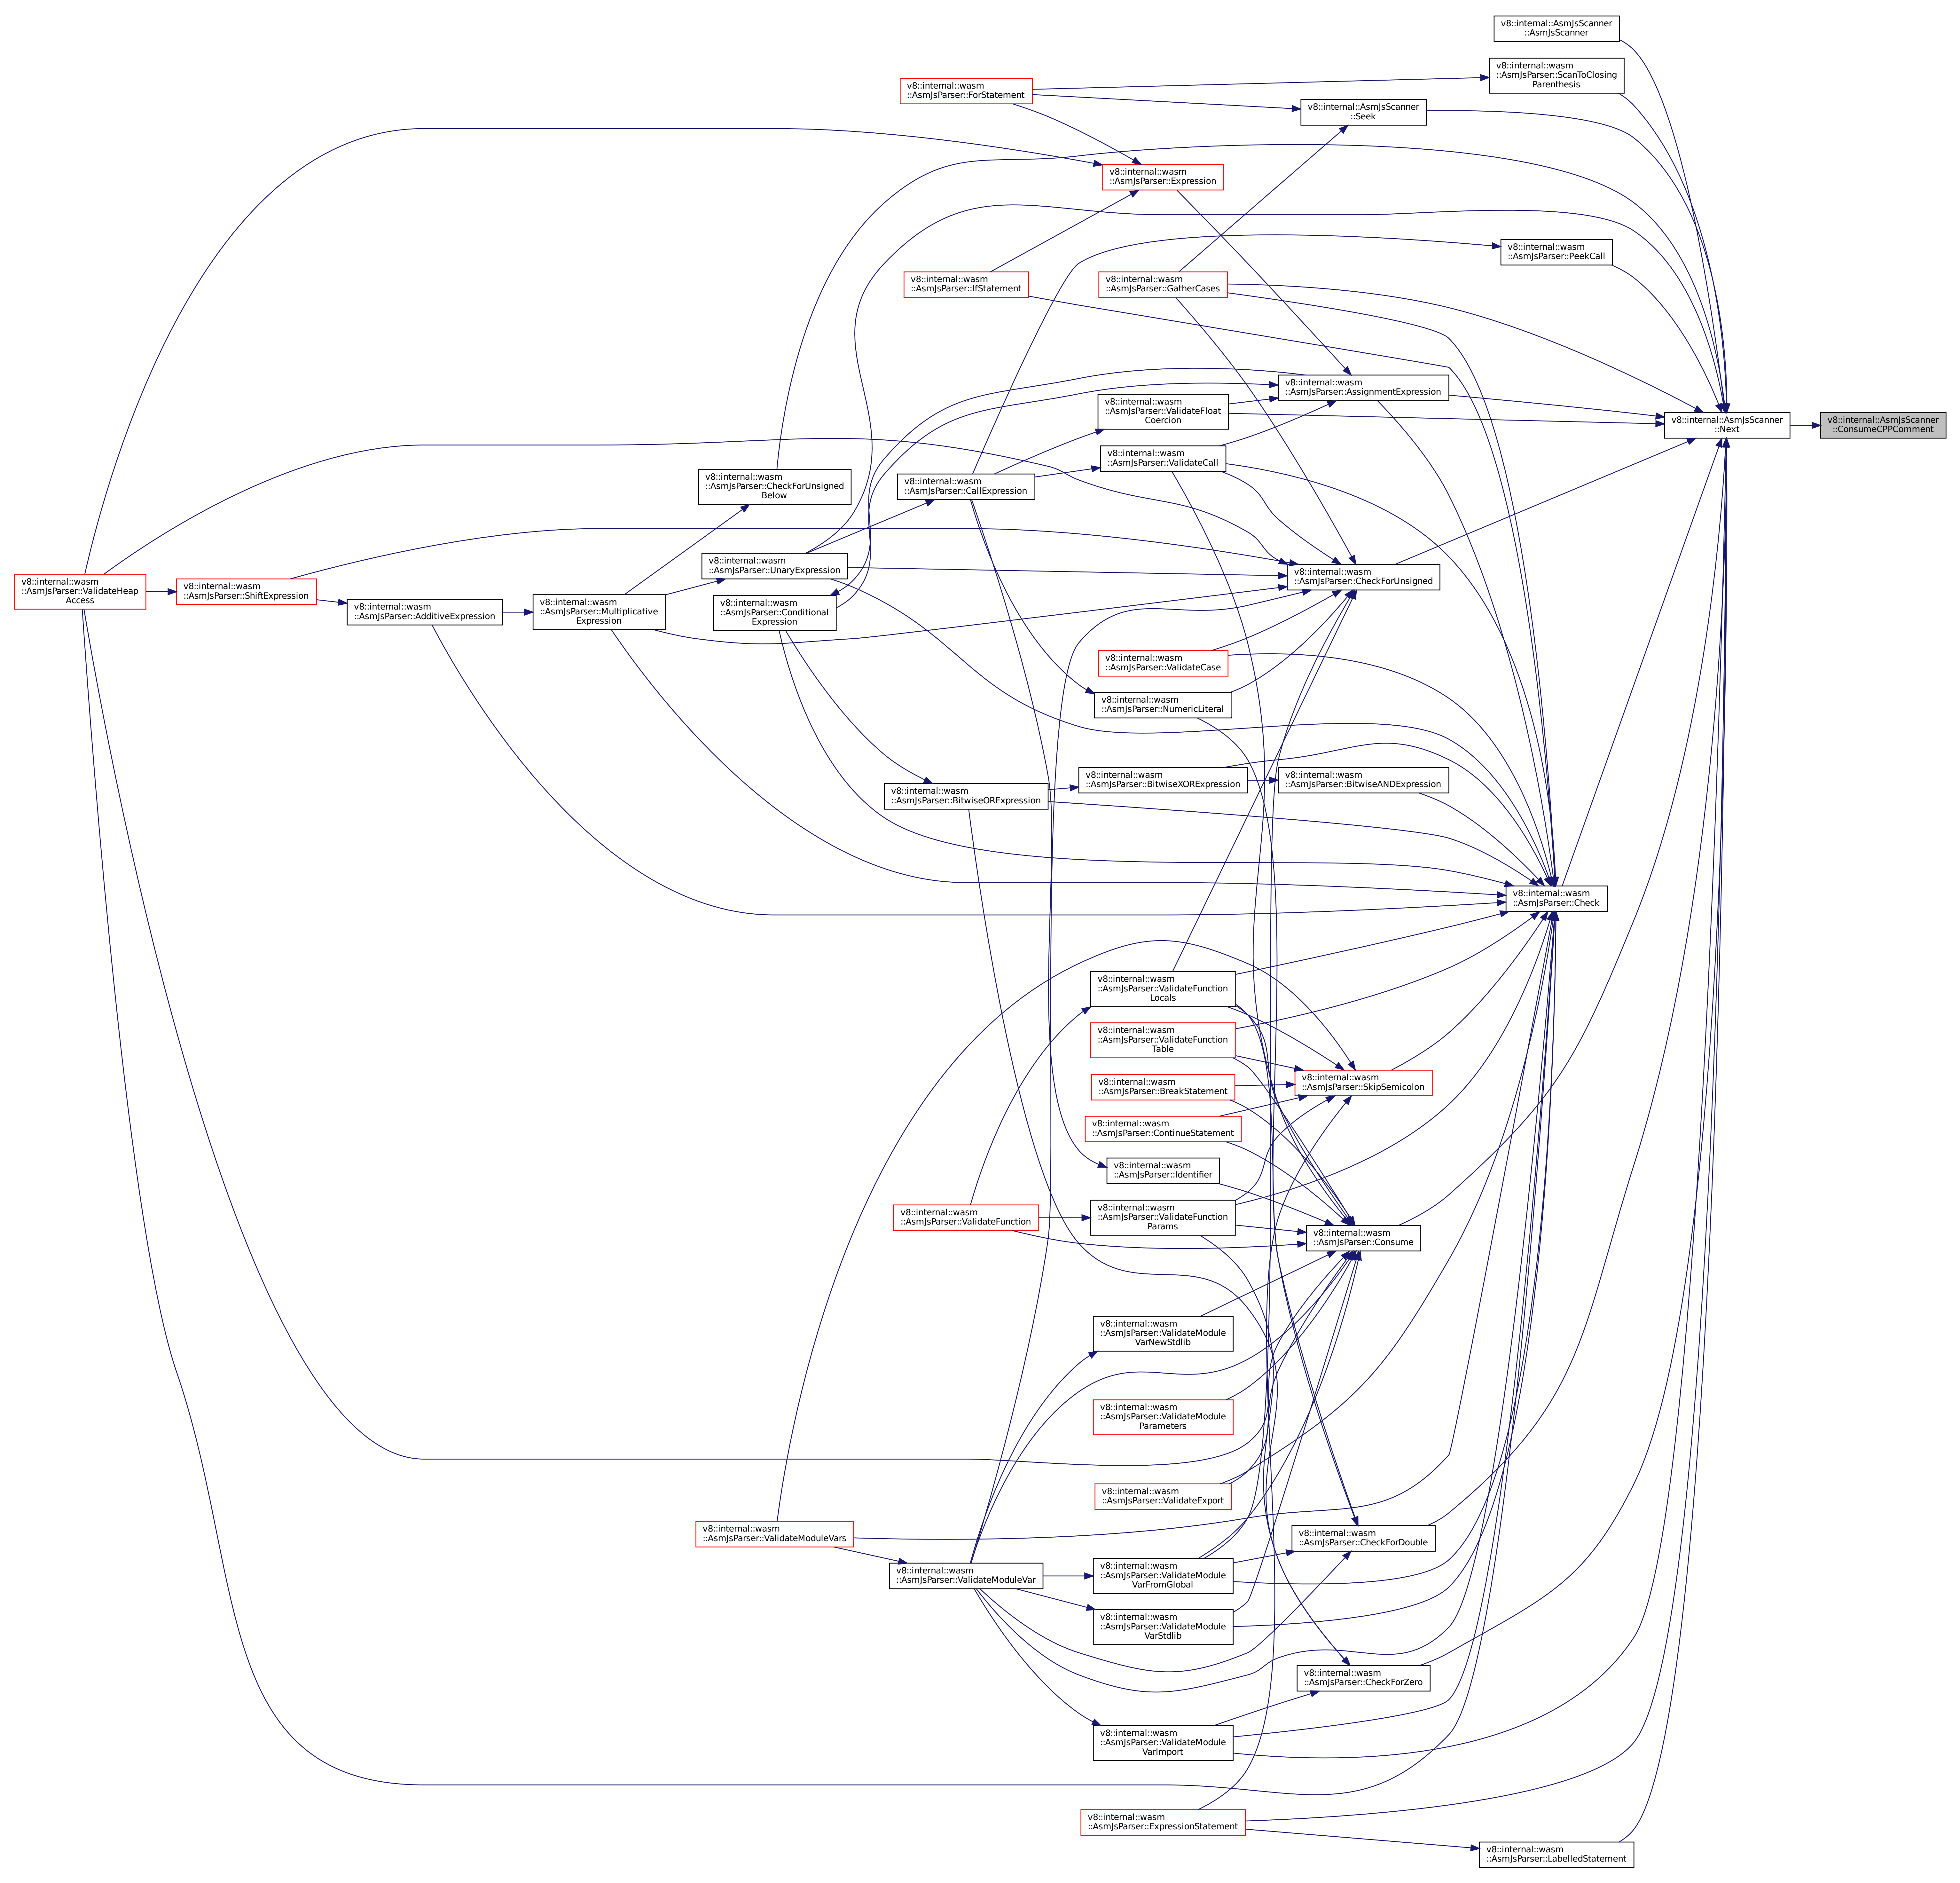 v8::internal::AsmJsScanner
::AsmJsScanner
v8::internal::wasm
::AsmJsParser::ScanToClosing
Parenthesis
v8::internal::wasm
::AsmJsParser::ForStatement
v8::internal::AsmJsScanner
::Seek
v8::internal::wasm
::AsmJsParser::Expression
v8::internal::wasm
::AsmJsParser::PeekCall
v8::internal::wasm
::AsmJsParser::IfStatement
v8::internal::wasm
::AsmJsParser::GatherCases
v8::internal::wasm
::AsmJsParser::AssignmentExpression
v8::internal::wasm
::AsmJsParser::ValidateFloat
Coercion
v8::internal::AsmJsScanner
::Next
v8::internal::AsmJsScanner
::ConsumeCPPComment
v8::internal::wasm
::AsmJsParser::ValidateCall
v8::internal::wasm
::AsmJsParser::CheckForUnsigned
Below
v8::internal::wasm
::AsmJsParser::CallExpression
v8::internal::wasm
::AsmJsParser::UnaryExpression
v8::internal::wasm
::AsmJsParser::CheckForUnsigned
v8::internal::wasm
::AsmJsParser::ValidateHeap
Access
v8::internal::wasm
::AsmJsParser::ShiftExpression
v8::internal::wasm
::AsmJsParser::AdditiveExpression
v8::internal::wasm
::AsmJsParser::Multiplicative
Expression
v8::internal::wasm
::AsmJsParser::Conditional
Expression
v8::internal::wasm
::AsmJsParser::ValidateCase
v8::internal::wasm
::AsmJsParser::NumericLiteral
v8::internal::wasm
::AsmJsParser::BitwiseORExpression
v8::internal::wasm
::AsmJsParser::BitwiseXORExpression
v8::internal::wasm
::AsmJsParser::BitwiseANDExpression
v8::internal::wasm
::AsmJsParser::Check
v8::internal::wasm
::AsmJsParser::ValidateFunction
Locals
v8::internal::wasm
::AsmJsParser::ValidateFunction
Table
v8::internal::wasm
::AsmJsParser::SkipSemicolon
v8::internal::wasm
::AsmJsParser::BreakStatement
v8::internal::wasm
::AsmJsParser::ContinueStatement
v8::internal::wasm
::AsmJsParser::Identifier
v8::internal::wasm
::AsmJsParser::ValidateFunction
v8::internal::wasm
::AsmJsParser::ValidateFunction
Params
v8::internal::wasm
::AsmJsParser::Consume
v8::internal::wasm
::AsmJsParser::ValidateModule
VarNewStdlib
v8::internal::wasm
::AsmJsParser::ValidateModule
Parameters
v8::internal::wasm
::AsmJsParser::ValidateExport
v8::internal::wasm
::AsmJsParser::ValidateModuleVars
v8::internal::wasm
::AsmJsParser::CheckForDouble
v8::internal::wasm
::AsmJsParser::ValidateModuleVar
v8::internal::wasm
::AsmJsParser::ValidateModule
VarFromGlobal
v8::internal::wasm
::AsmJsParser::ValidateModule
VarStdlib
v8::internal::wasm
::AsmJsParser::CheckForZero
v8::internal::wasm
::AsmJsParser::ValidateModule
VarImport
v8::internal::wasm
::AsmJsParser::ExpressionStatement
v8::internal::wasm
::AsmJsParser::LabelledStatement